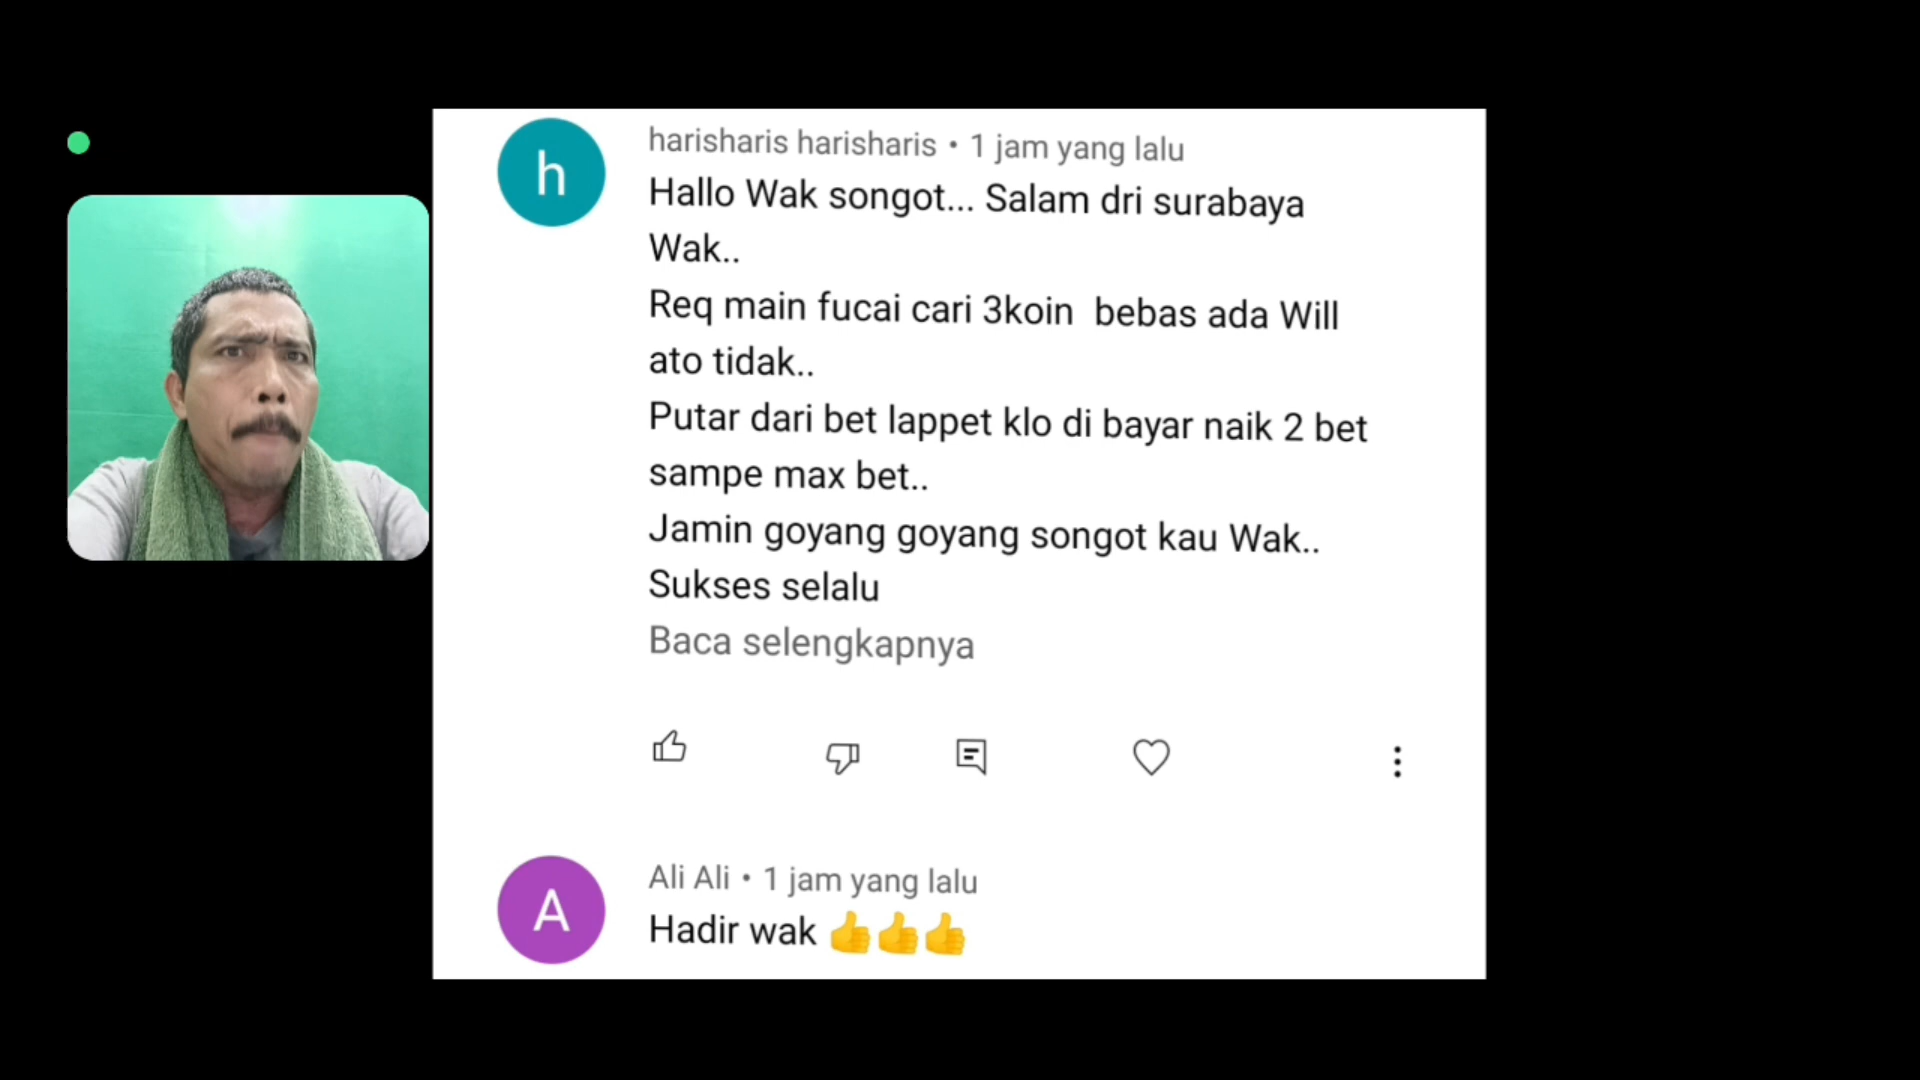 harisharis harisharis • 1 jam yang lalu
h
Hallo Wak songot... Salam dri surabaya
Wak..
Req main fucai cari 3koin bebas ada Will
ato tidak..
Putar dari bet lappet klo di bayar naik 2 bet
sampe max bet..
Jamin goyang goyang songot kau Wak..
Sukses selalu
Baca selengkapnya
Ali Ali • 1 jam yang lalu
A
Hadir wak 👍👍👍